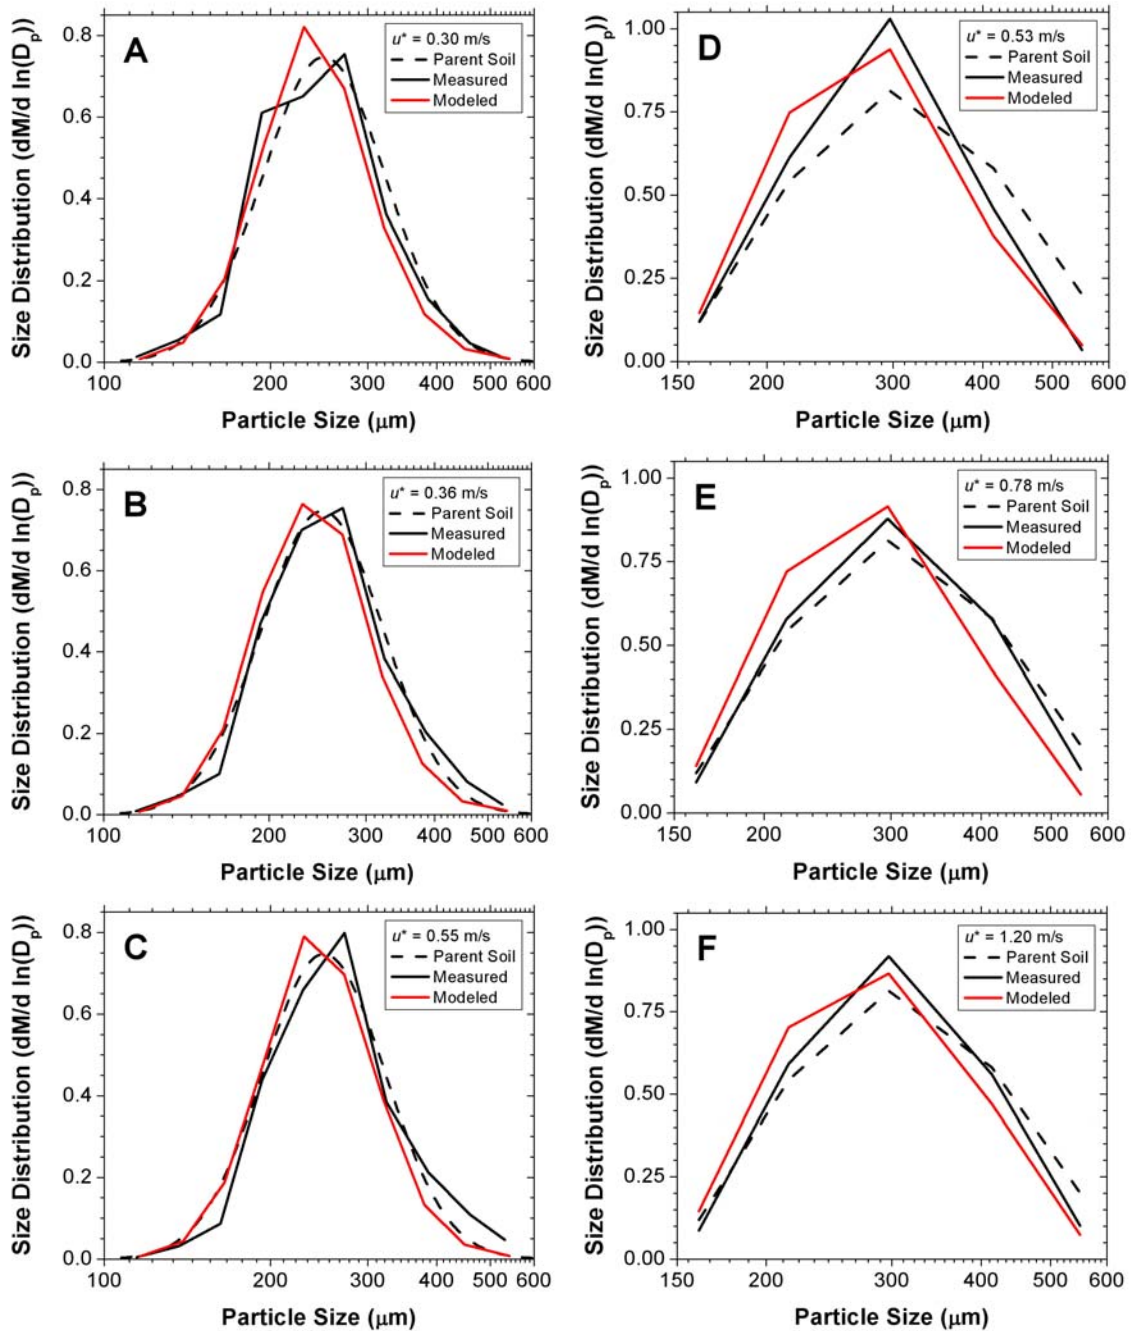 A
u* = 0.30 m/s
Parent Soil
Measured
Modeled
Size Distribution (dM/d ln(Dp))
0.8
0.6
0.4
0.2
0.0
100 200 300 400 500 600
Particle Size (μm)
D
u* = 0.53 m/s
Parent Soil
Measured
Modeled
Size Distribution (dM/d ln(Dp))
1.00
0.75
0.50
0.25
0.00
150 200 300 400 500 600
Particle Size (μm)
B
u* = 0.36 m/s
Parent Soil
Measured
Modeled
Size Distribution (dM/d ln(Dp))
0.8
0.6
0.4
0.2
0.0
100 200 300 400 500 600
Particle Size (μm)
E
u* = 0.78 m/s
Parent Soil
Measured
Modeled
Size Distribution (dM/d ln(Dp))
1.00
0.75
0.50
0.25
0.00
150 200 300 400 500 600
Particle Size (μm)
C
u* = 0.55 m/s
Parent Soil
Measured
Modeled
Size Distribution (dM/d ln(Dp))
0.8
0.6
0.4
0.2
0.0
100 200 300 400 500 600
Particle Size (μm)
F
u* = 1.20 m/s
Parent Soil
Measured
Modeled
Size Distribution (dM/d ln(Dp))
1.00
0.75
0.50
0.25
0.00
150 200 300 400 500 600
Particle Size (μm)